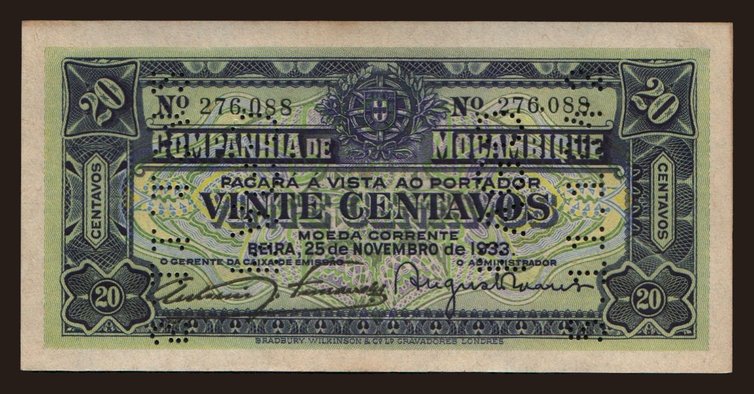 20 20
Nº 276,088 Nº 276,088
COMPANHIA DE MOÇAMBIQUE
PAGARÁ Á VISTA AO PORTADOR
VINTE CENTAVOS
MOEDA CORRENTE
BEIRA, 25 de NOVEMBRO de 1933
O GERENTE DA CAIXA DE EMISSÃO O ADMINISTRADOR
CENTAVOS CENTAVOS
20 20
BRADBURY WILKINSON & Cº Lº GRAVADORES LONDRES